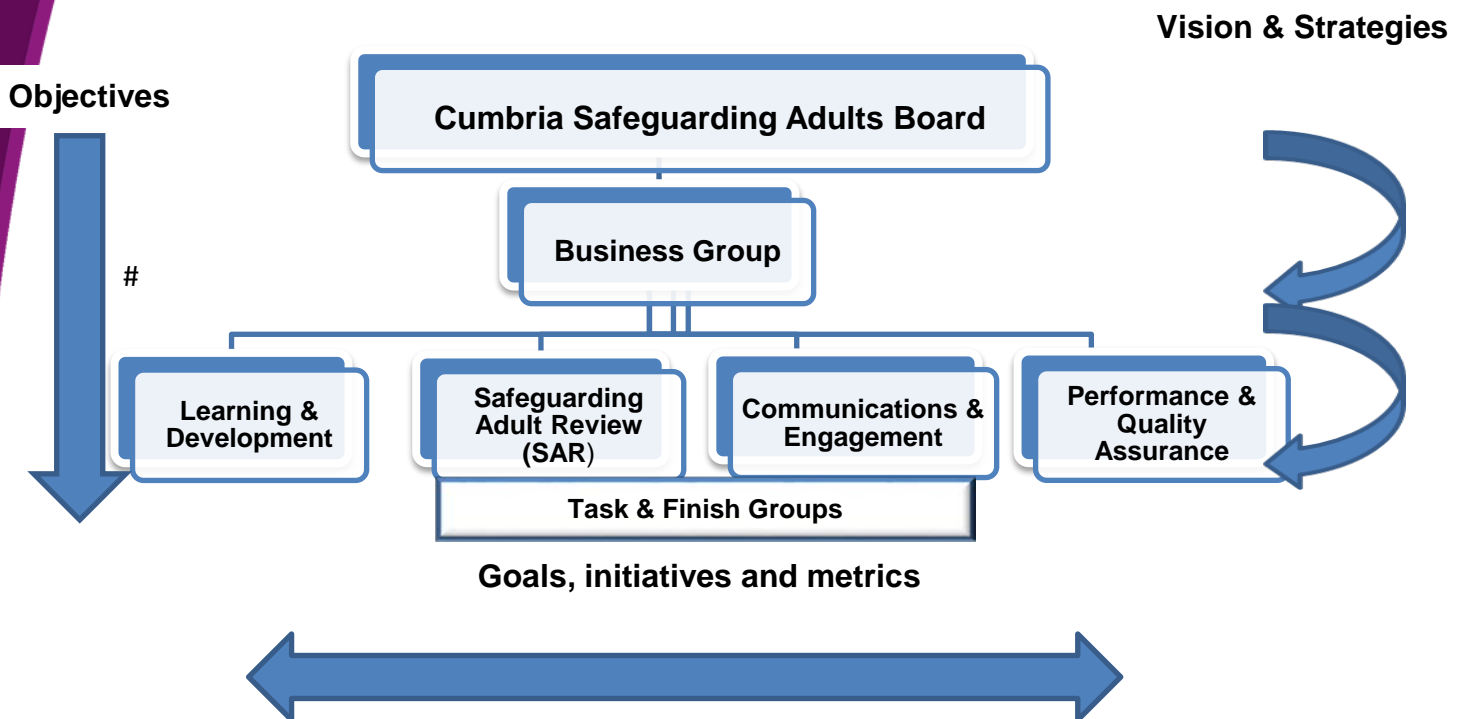 Vision & Strategies
Objectives
Cumbria Safeguarding Adults Board
Business Group
#
Learning &
Development
Safeguarding
Adult Review
(SAR)
Communications &
Engagement
Performance &
Quality
Assurance
Task & Finish Groups
Goals, initiatives and metrics